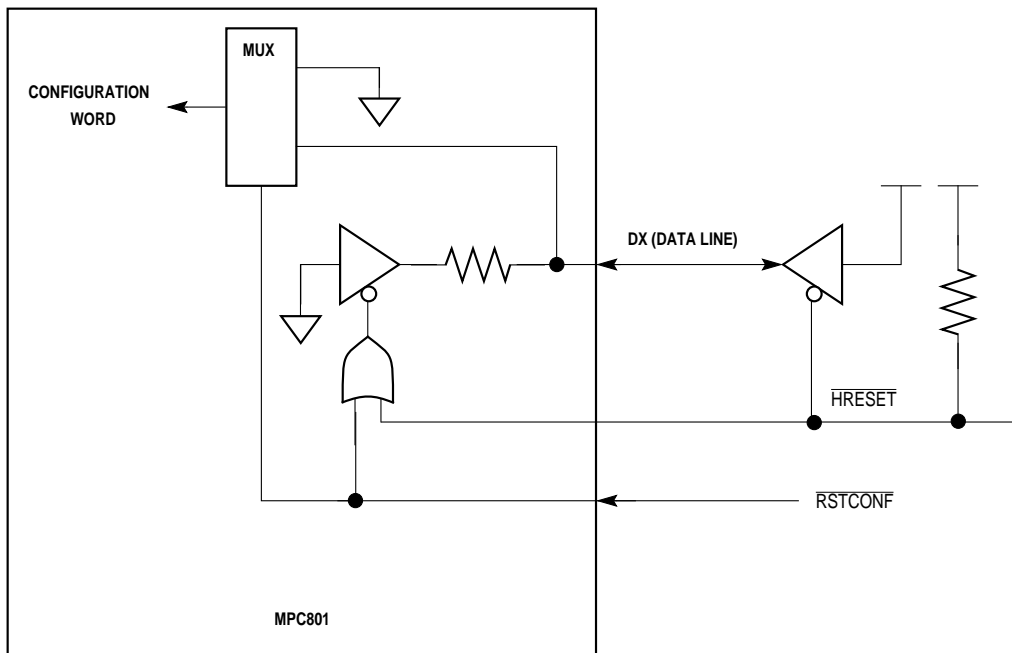 MUX
CONFIGURATION
WORD
DX (DATA LINE)
HRESET
RSTCONF
MPC801